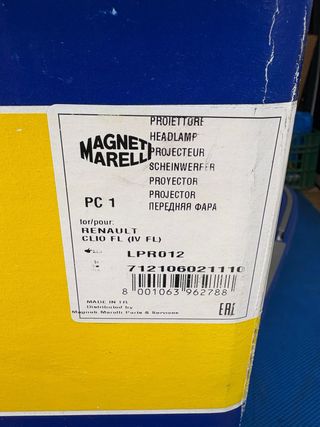 PROIETTORE
HEADLAMP
MAGNETI
MARELLI
PROJECTEUR
SCHEINWERFER
PROYECTOR
PROJECTOR
ПЕРЕДНЯЯ ФАРА
PC 1
for/pour:
RENAULT
CLIO FL (IV FL)
LPR012
712106021110
8 001063 962788
MADE IN
Distributed by
Magneti Marelli Parts & Services
EAC